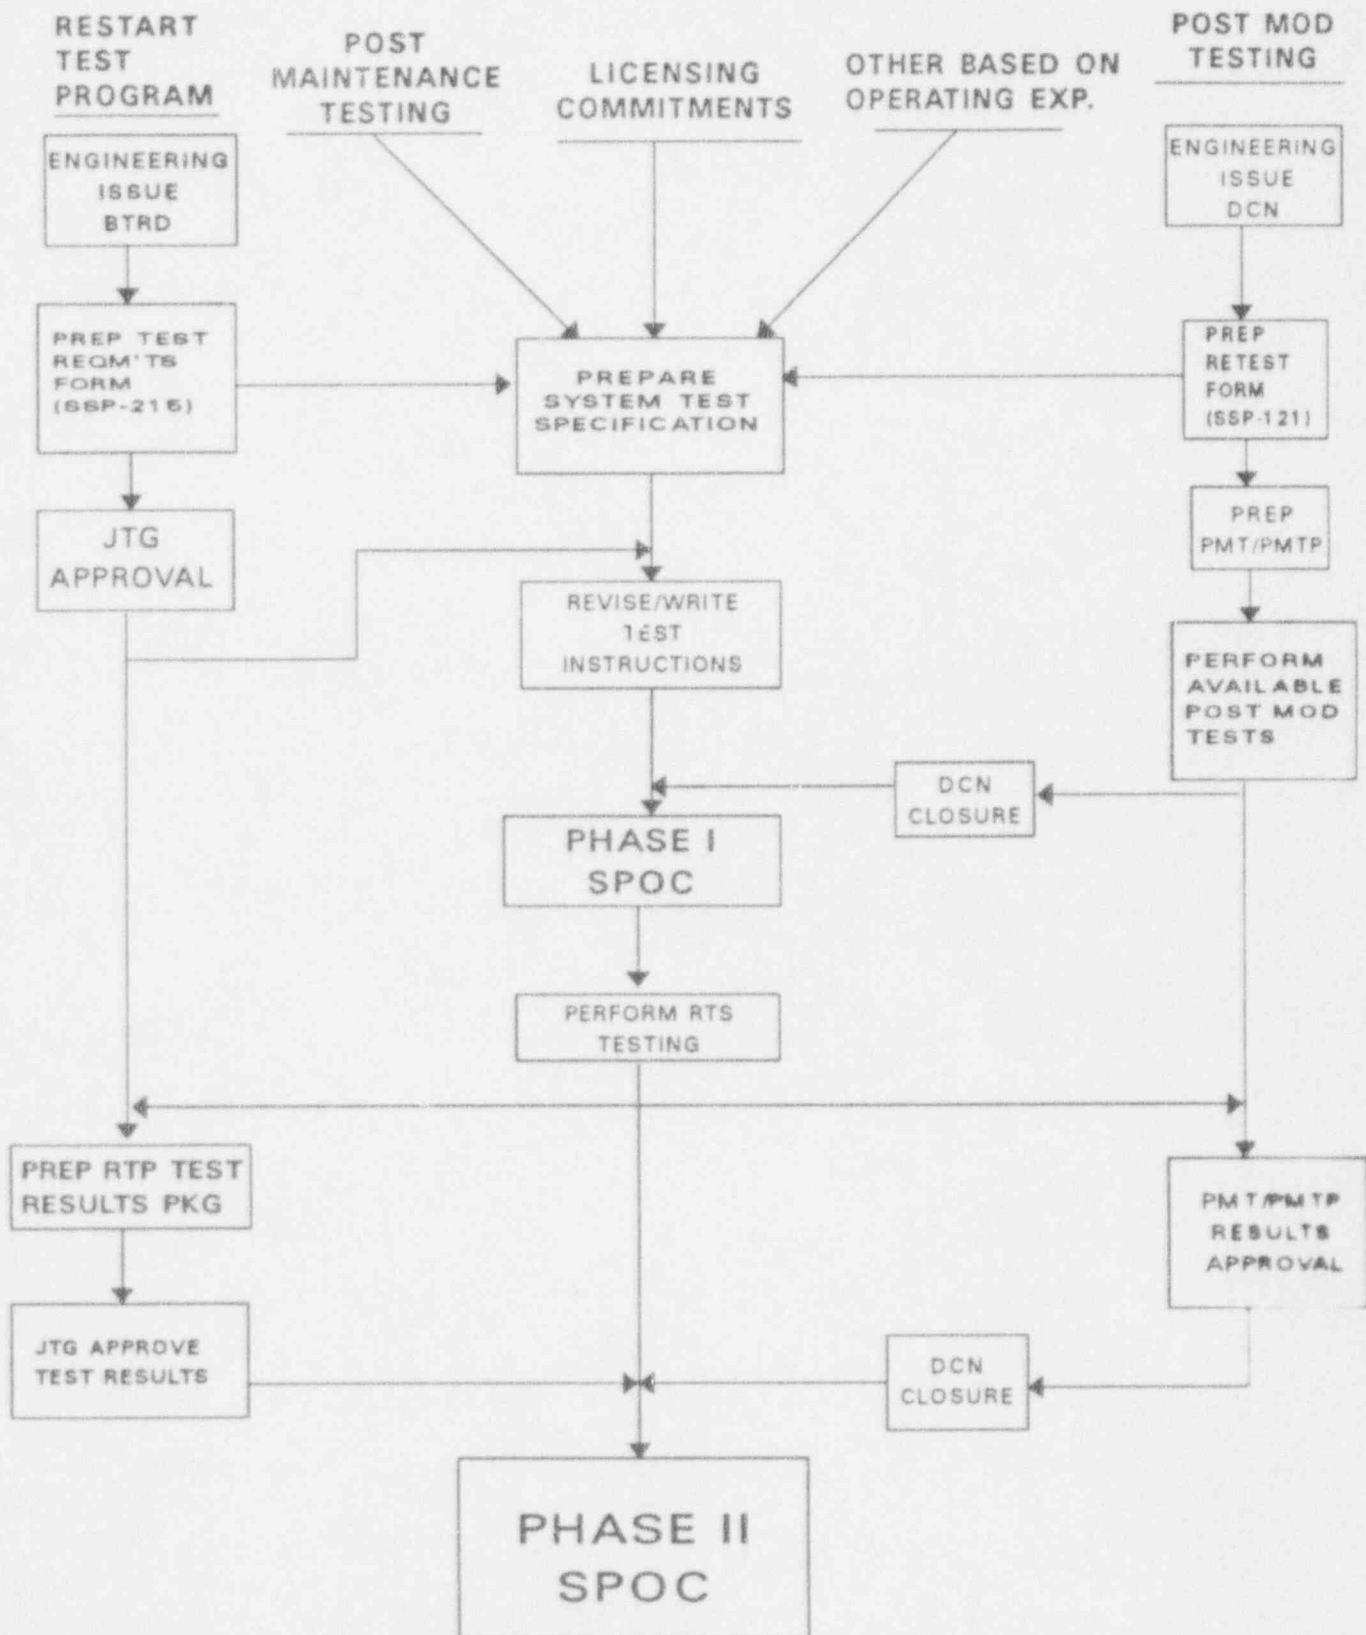 RESTART
TEST
PROGRAM
POST
MAINTENANCE
TESTING
LICENSING
COMMITMENTS
OTHER BASED ON
OPERATING EXP.
POST MOD
TESTING
ENGINEERING
ISSUE
BTRD
ENGINEERING
ISSUE
DCN
PREP TEST
REQM'TS
FORM
(SSP-215)
PREPARE
SYSTEM TEST
SPECIFICATION
PREP
RETEST
FORM
(SSP-121)
JTG
APPROVAL
PREP
PMT/PMTP
REVISE/WRITE
TEST
INSTRUCTIONS
PERFORM
AVAILABLE
POST MOD
TESTS
DCN
CLOSURE
PHASE I
SPOC
PERFORM RTS
TESTING
PREP RTP TEST
RESULTS PKG
PMT/PMTP
RESULTS
APPROVAL
JTG APPROVE
TEST RESULTS
DCN
CLOSURE
PHASE II
SPOC